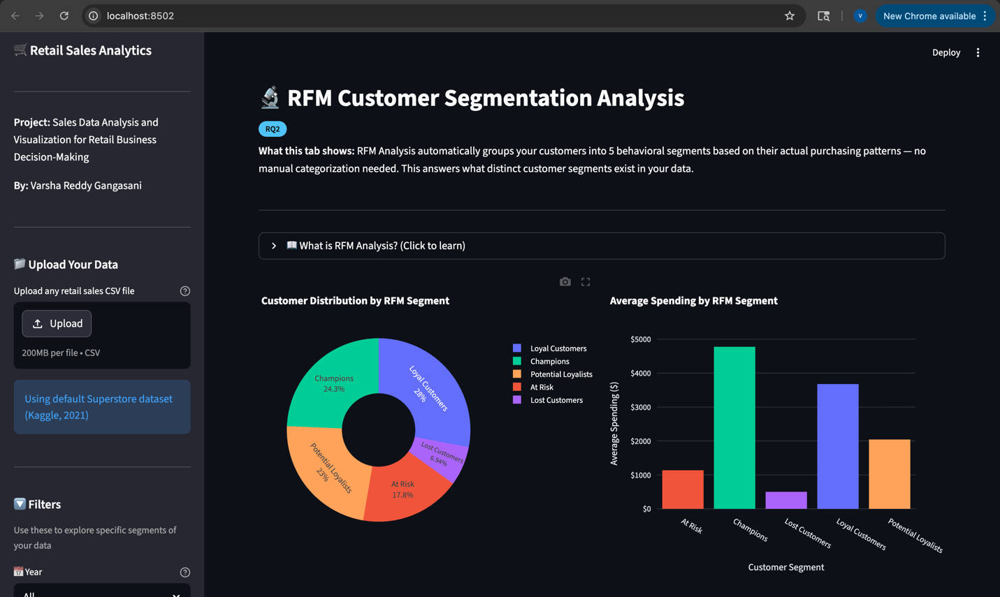 localhost:8502
V
New Chrome available
Retail Sales Analytics
Project: Sales Data Analysis and
Visualization for Retail Business
Decision-Making
By: Varsha Reddy Gangasani
Upload Your Data
Upload any retail sales CSV file
Upload
200MB per file • CSV
Using default Superstore dataset
(Kaggle, 2021)
Filters
Use these to explore specific segments of
your data
Year
All
Deploy
RFM Customer Segmentation Analysis
RQ2
What this tab shows: RFM Analysis automatically groups your customers into 5 behavioral segments based on their actual purchasing patterns — no
manual categorization needed. This answers what distinct customer segments exist in your data.
What is RFM Analysis? (Click to learn)
Customer Distribution by RFM Segment
Champions
24.3%
Loyal Customers
28%
Lost Customers
6.94%
At Risk
17.8%
Potential Loyalists
23%
Loyal Customers
Champions
Potential Loyalists
At Risk
Lost Customers
Average Spending by RFM Segment
Average Spending ($)
$5000
$4000
$3000
$2000
$1000
$0
At Risk
Champions
Lost Customers
Loyal Customers
Potential Loyalists
Customer Segment